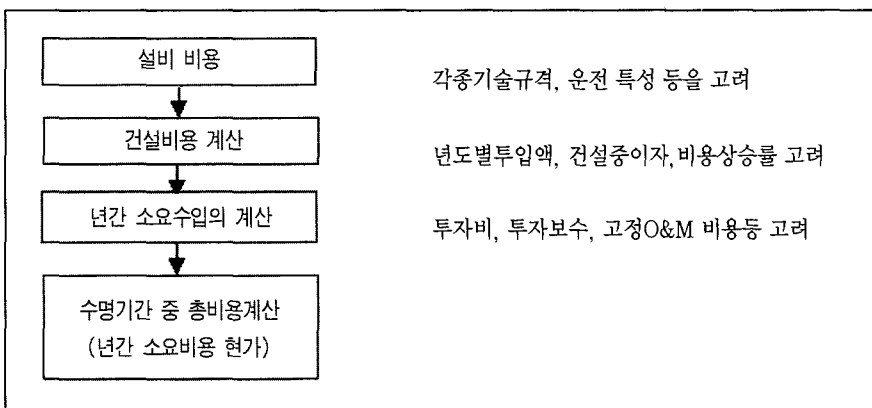 설비 비용
각종기술규격, 운전 특성 등을 고려
건설비용 계산
년도별투입액, 건설중이자,비용상승률 고려
년간 소요수입의 계산
투자비, 투자보수, 고정O&M 비용등 고려
수명기간 중 총비용계산
(년간 소요비용 현가)